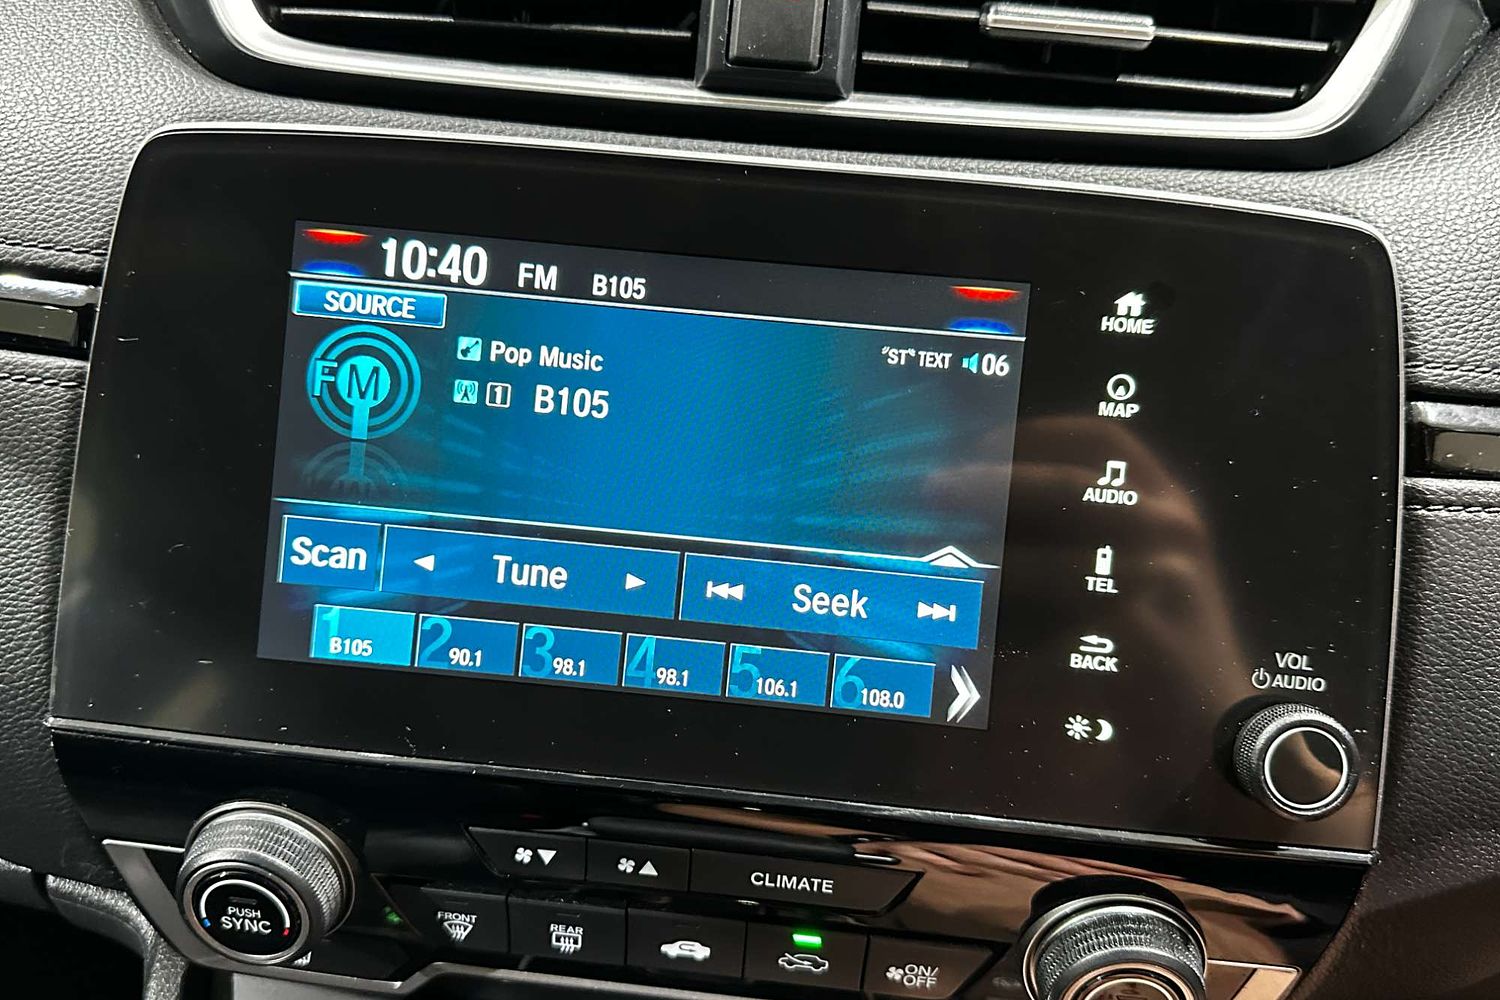 10:40 FM B105
SOURCE
FM
Pop Music
"ST" TEXT 06
1 B105
Scan Tune Seek
1 B105
2 90.1
3 98.1
4 98.1
5 106.1
6 108.0
HOME
MAP
AUDIO
TEL
BACK
VOL
AUDIO
CLIMATE
PUSH
SYNC
FRONT
REAR
ON/
OFF